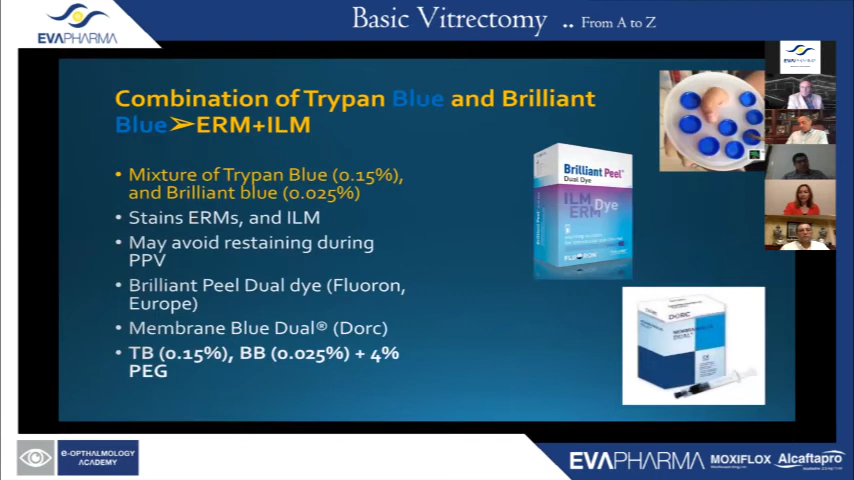 Basic Vitrectomy .. From A to Z
EVAPHARMA
Combination of Trypan Blue and Brilliant
Blue➢ERM+ILM
• Mixture of Trypan Blue (0.15%),
and Brilliant blue (0.025%)
• Stains ERMs, and ILM
• May avoid restaining during
PPV
• Brilliant Peel Dual dye (Fluoron,
Europe)
• Membrane Blue Dual® (Dorc)
• TB (0.15%), BB (0.025%) + 4%
PEG
Brilliant Peel®
Dual Dye
ILM
ERM Dye
FLUORON
DORC
DUAL
EVAPHARMA
e-OPTHALMOLOGY
ACADEMY
EVAPHARMA
MOXIFLOX
Alcaftapro